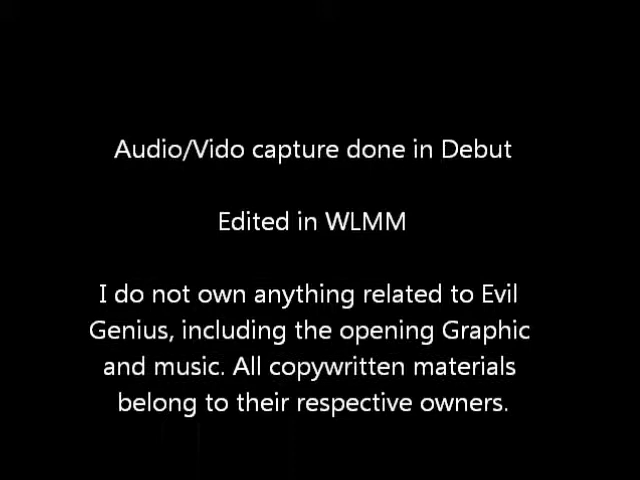 Audio/Vido capture done in Debut
Edited in WLMM
I do not own anything related to Evil
Genius, including the opening Graphic
and music. All copywritten materials
belong to their respective owners.